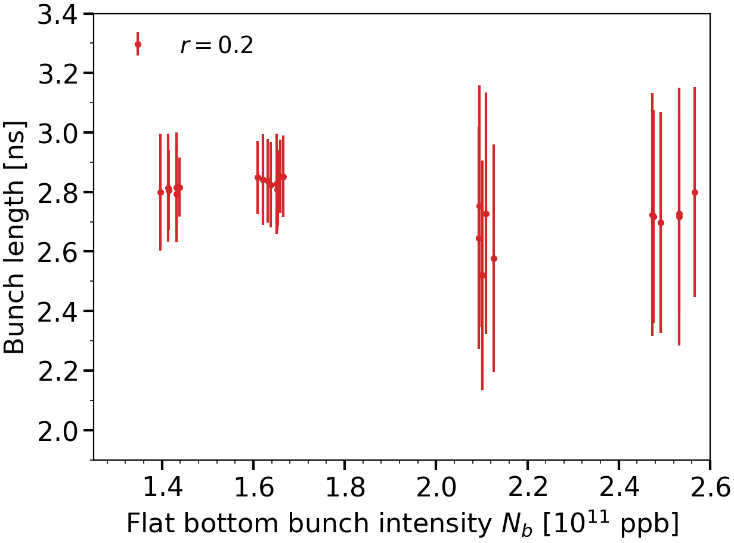 3.4
r = 0.2
3.2
3.0
2.8
2.6
2.4
2.2
2.0
Bunch length [ns]
1.4 1.6 1.8 2.0 2.2 2.4 2.6
Flat bottom bunch intensity N_b [10¹¹ ppb]